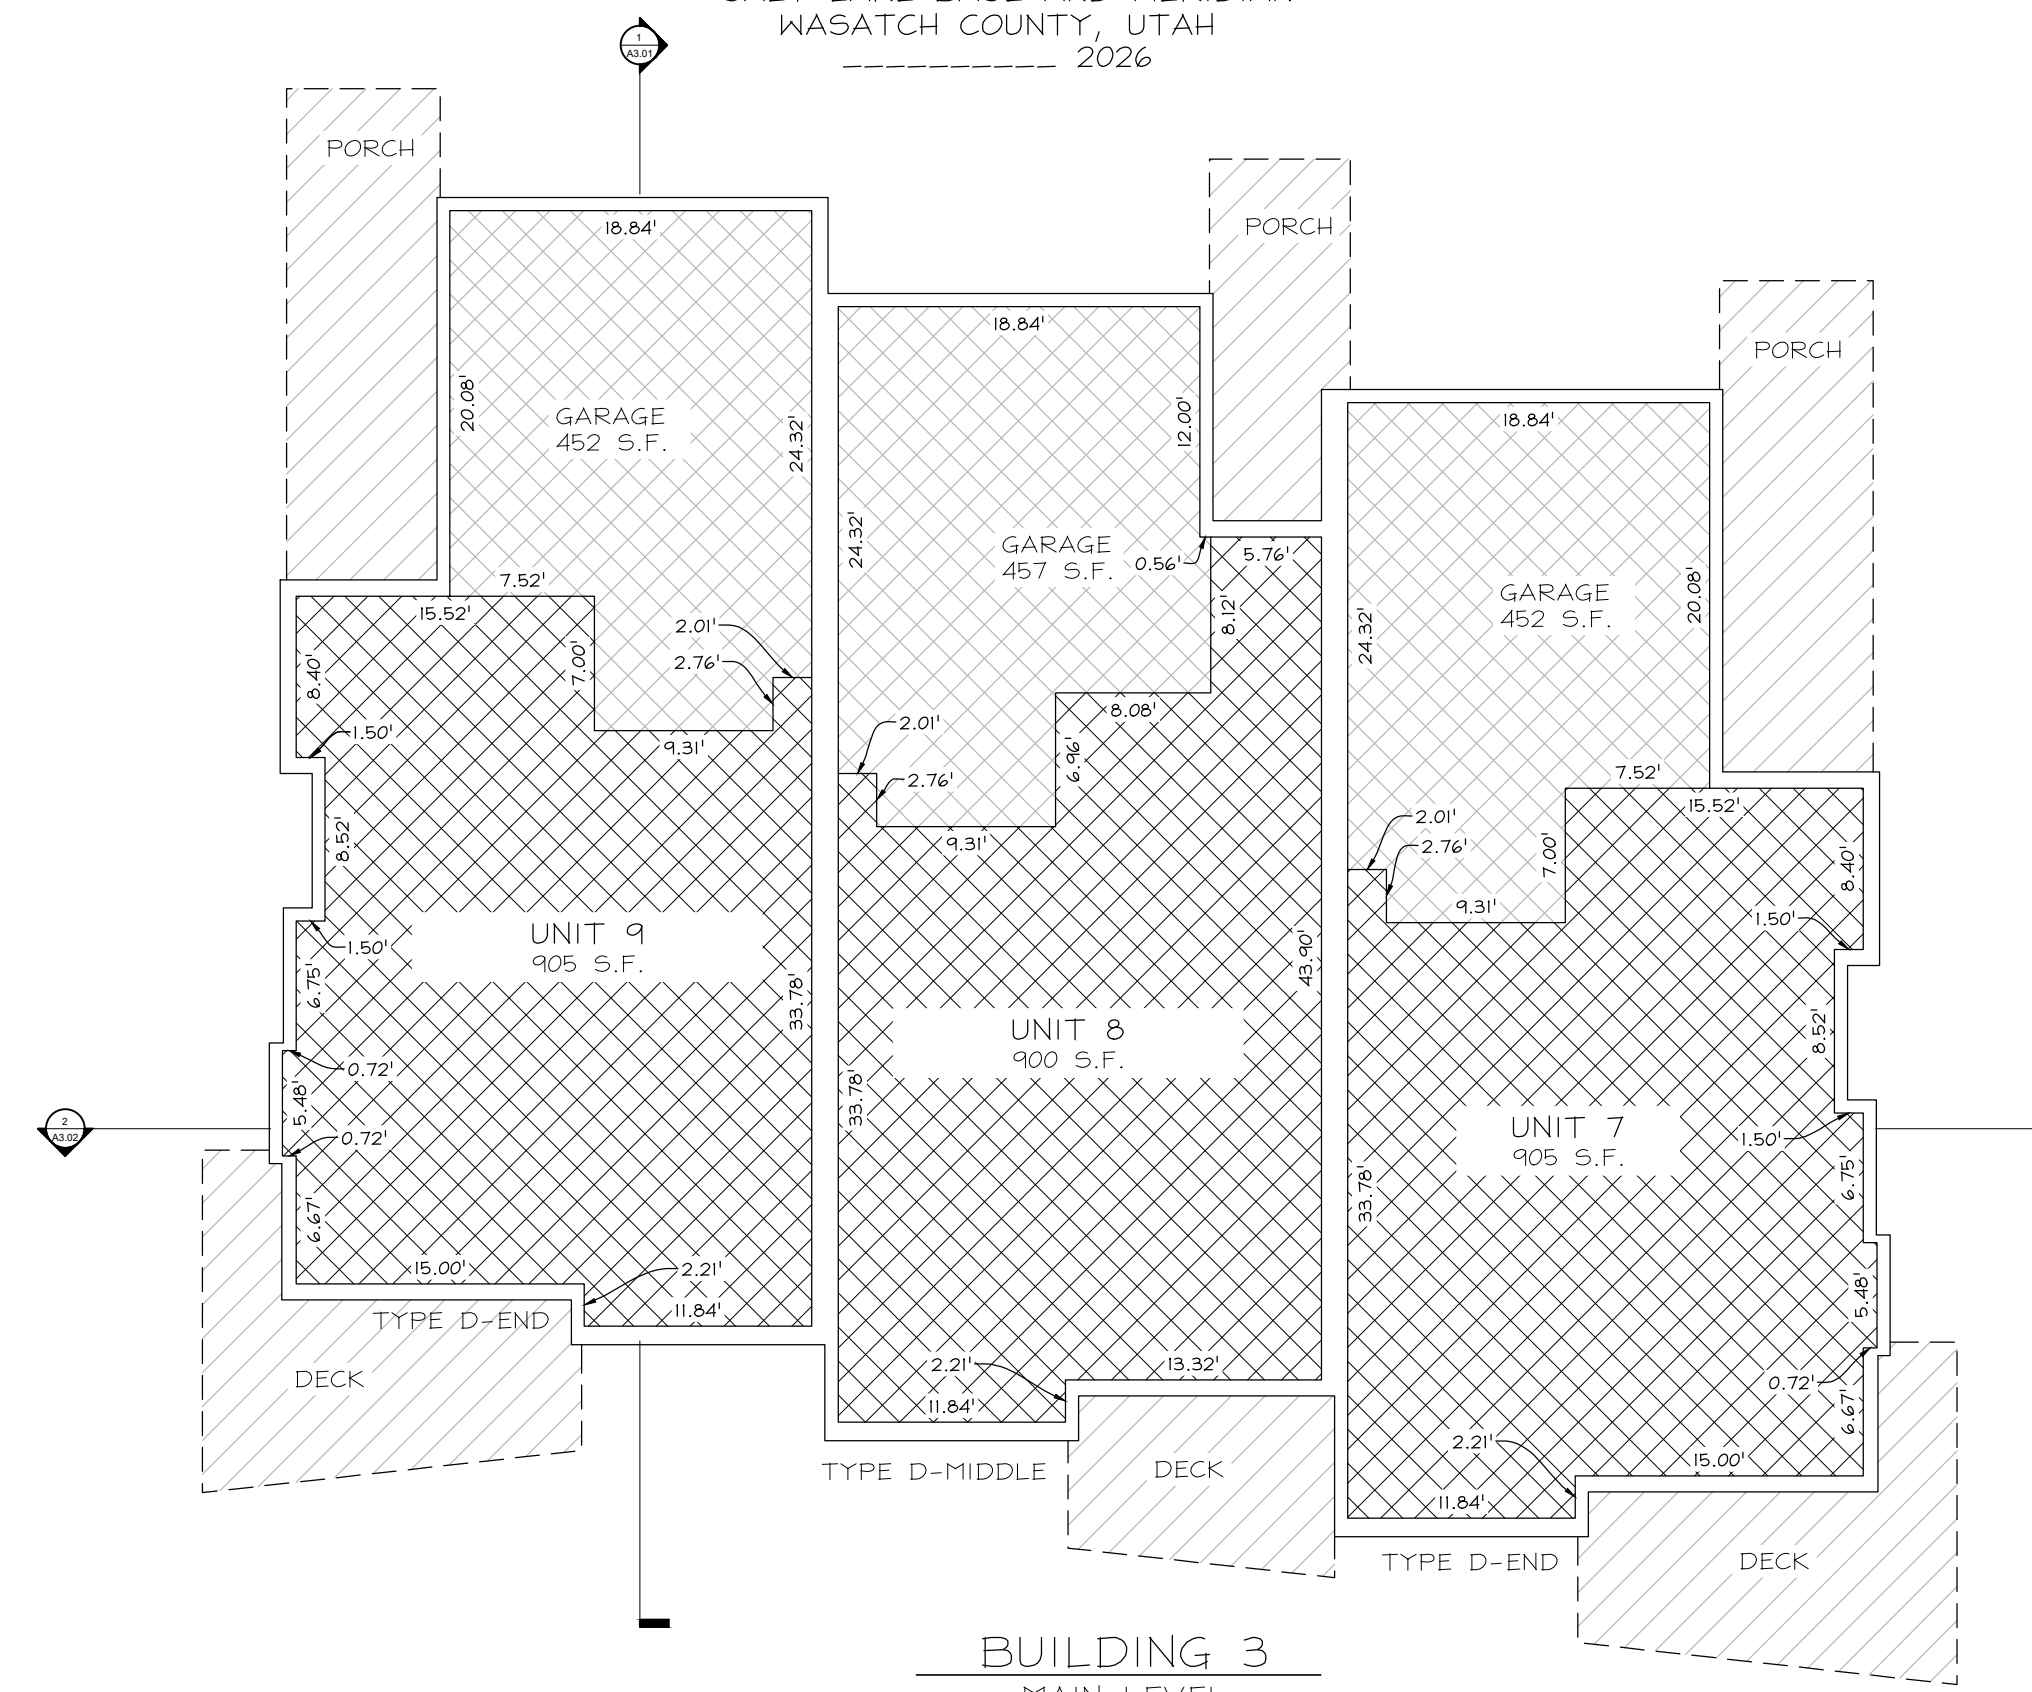 WASATCH COUNTY, UTAH
__________ 2026
1
A3.01
PORCH
PORCH
PORCH
18.84'
20.08'
GARAGE
452 S.F.
24.32'
7.52'
15.52'
7.00'
2.01'
2.76'
9.31'
8.40'
1.50'
8.52'
1.50'
6.75'
0.72'
5.48'
0.72'
6.67'
UNIT 9
905 S.F.
33.78'
15.00'
2.21'
11.84'
TYPE D-END
DECK
2
A3.02
18.84'
12.00'
24.32'
GARAGE
457 S.F.
0.56'
5.76'
8.12'
8.08'
6.96'
2.01'
2.76'
9.31'
43.90'
UNIT 8
900 S.F.
33.78'
2.21'
13.32'
11.84'
TYPE D-MIDDLE
DECK
18.84'
24.32'
GARAGE
452 S.F.
20.08'
7.52'
15.52'
2.01'
2.76'
7.00'
9.31'
8.40'
1.50'
8.52'
1.50'
6.75'
UNIT 7
905 S.F.
33.78'
5.48'
0.72'
6.67'
2.21'
15.00'
11.84'
TYPE D-END
DECK
BUILDING 3